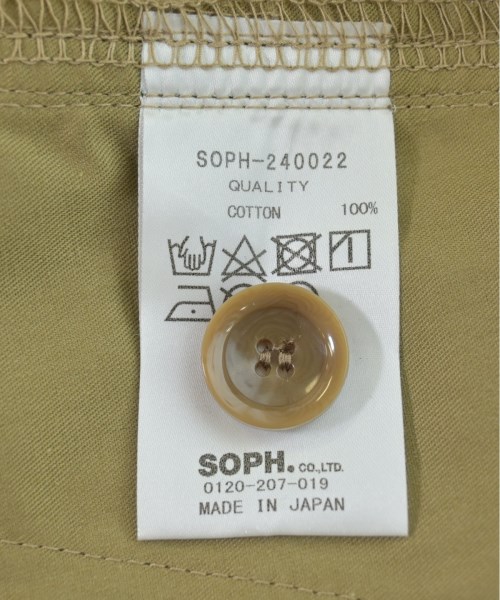 SOPH-240022
QUALITY
COTTON 100%
SOPH. CO.,LTD.
0120-207-019
MADE IN JAPAN